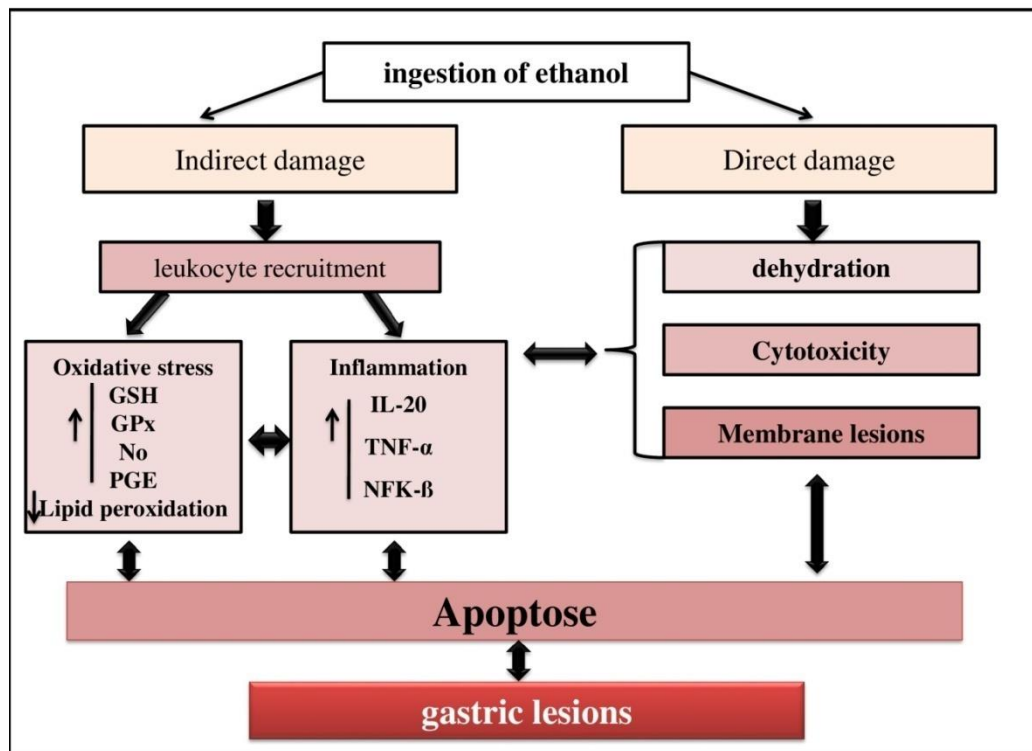 ingestion of ethanol
Indirect damage
Direct damage
leukocyte recruitment
dehydration
Cytotoxicity
Membrane lesions
Oxidative stress
GSH
GPx
No
PGE
Lipid peroxidation
Inflammation
IL-20
TNF-α
NFK-ß
Apoptose
gastric lesions